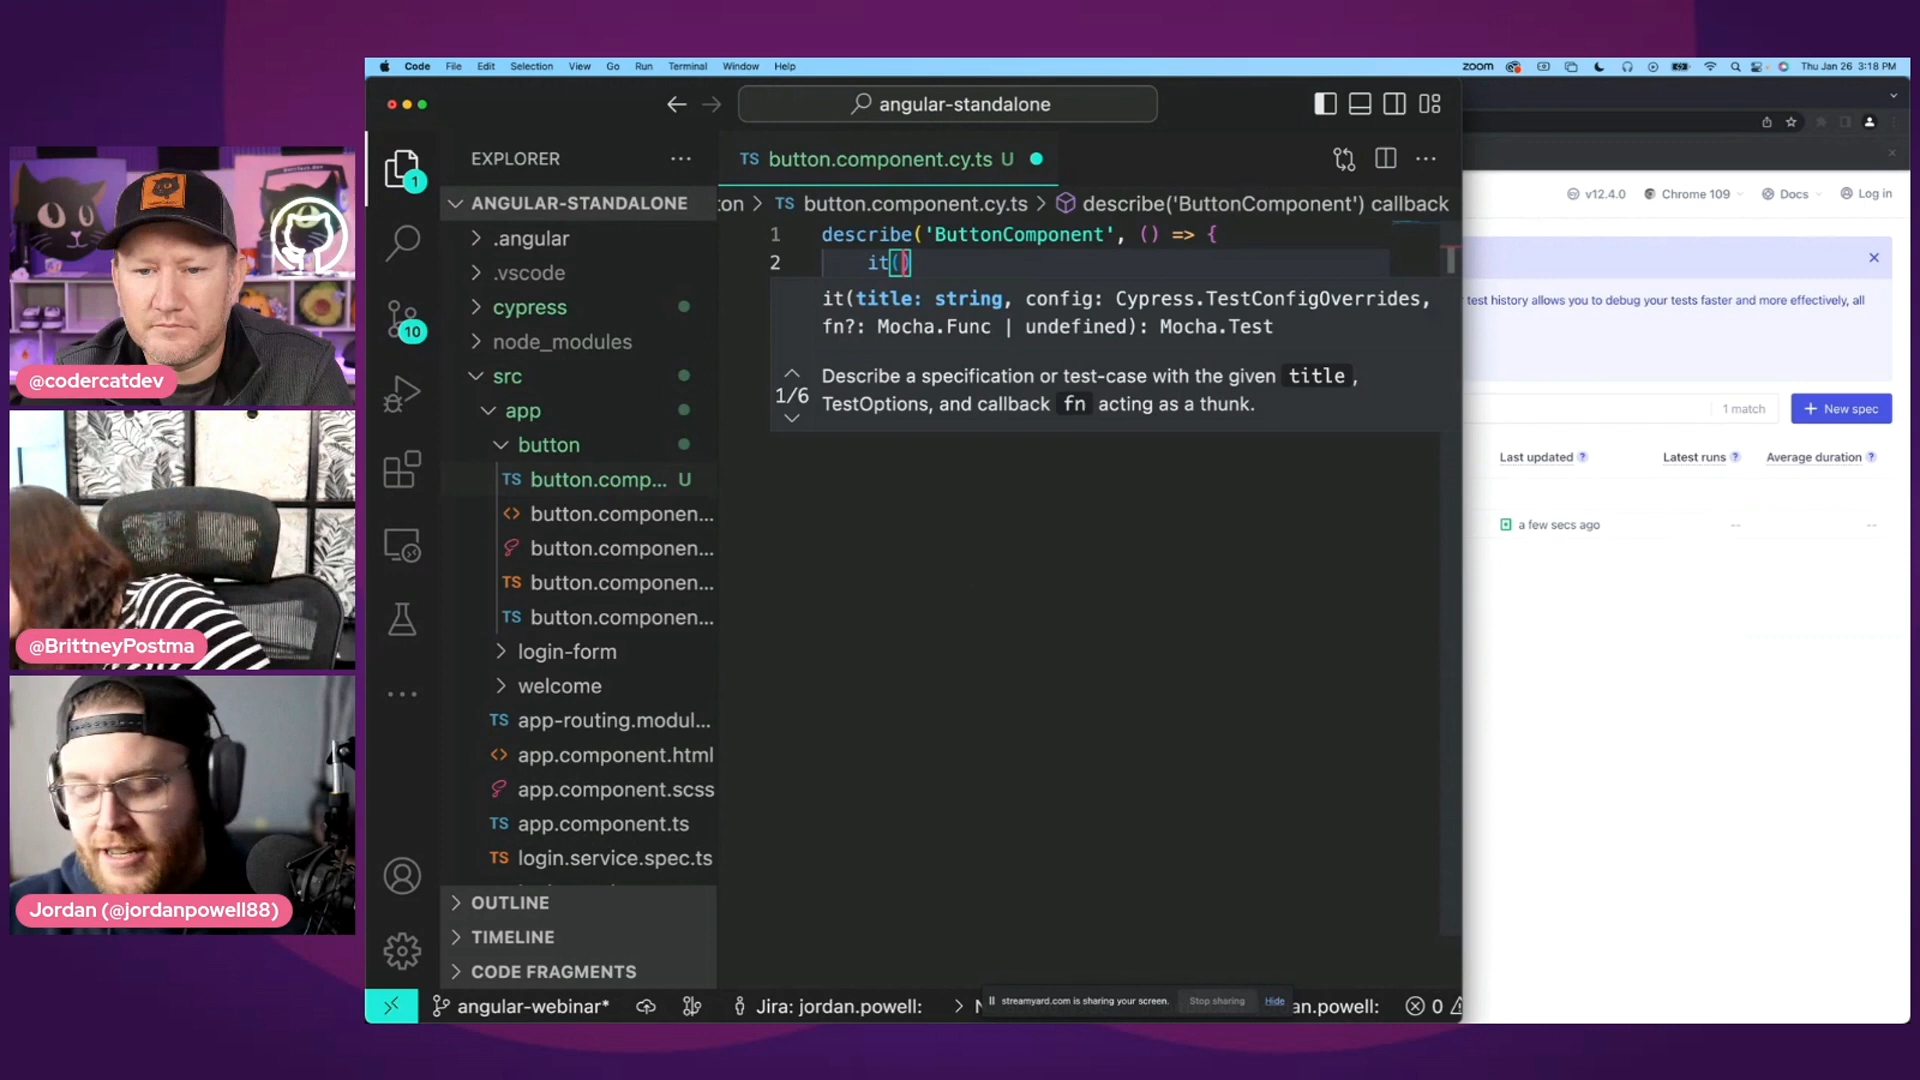 Code File Edit Selection View Go Run Terminal Window Help
zoom Thu Jan 26 3:18 PM
angular-standalone
EXPLORER
1
ANGULAR-STANDALONE
.angular
.vscode
cypress
10
node_modules
src
app
button
TS button.comp... U
<> button.componen...
button.componen...
TS button.componen...
TS button.componen...
login-form
welcome
TS app-routing.modul...
<> app.component.html
app.component.scss
TS app.component.ts
TS login.service.spec.ts
OUTLINE
TIMELINE
CODE FRAGMENTS
TS button.component.cy.ts U
on > TS button.component.cy.ts > describe('ButtonComponent') callback
1 describe('ButtonComponent', () => {
2 it()
it(title: string, config: Cypress.TestConfigOverrides,
fn?: Mocha.Func | undefined): Mocha.Test
1/6
Describe a specification or test-case with the given title,
TestOptions, and callback fn acting as a thunk.
v12.4.0 Chrome 109 Docs Log in
test history allows you to debug your tests faster and more effectively, all
1 match
+ New spec
Last updated ? Latest runs ? Average duration ?
a few secs ago -- --
angular-webinar* Jira: jordan.powell:
streamyard.com is sharing your screen. Stop sharing Hide
an.powell: 0
@codercatdev
@BrittneyPostma
Jordan (@jordanpowell88)